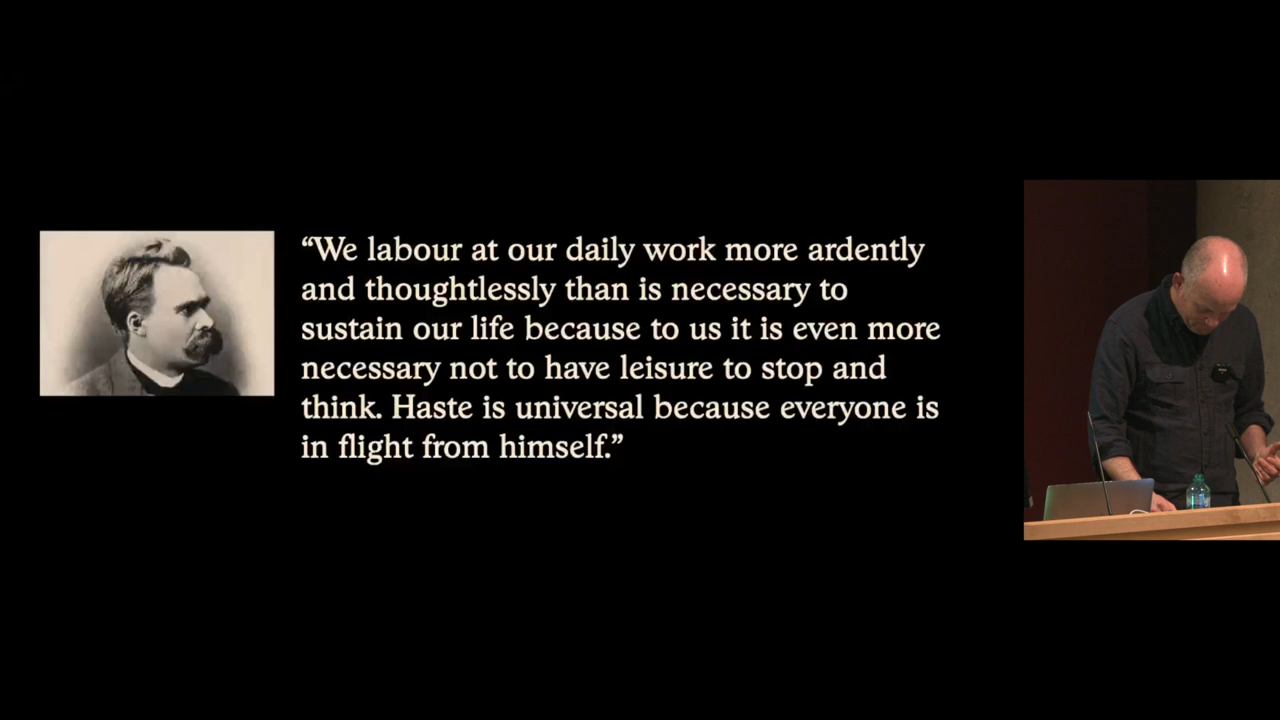 “We labour at our daily work more ardently
and thoughtlessly than is necessary to
sustain our life because to us it is even more
necessary not to have leisure to stop and
think. Haste is universal because everyone is
in flight from himself.”